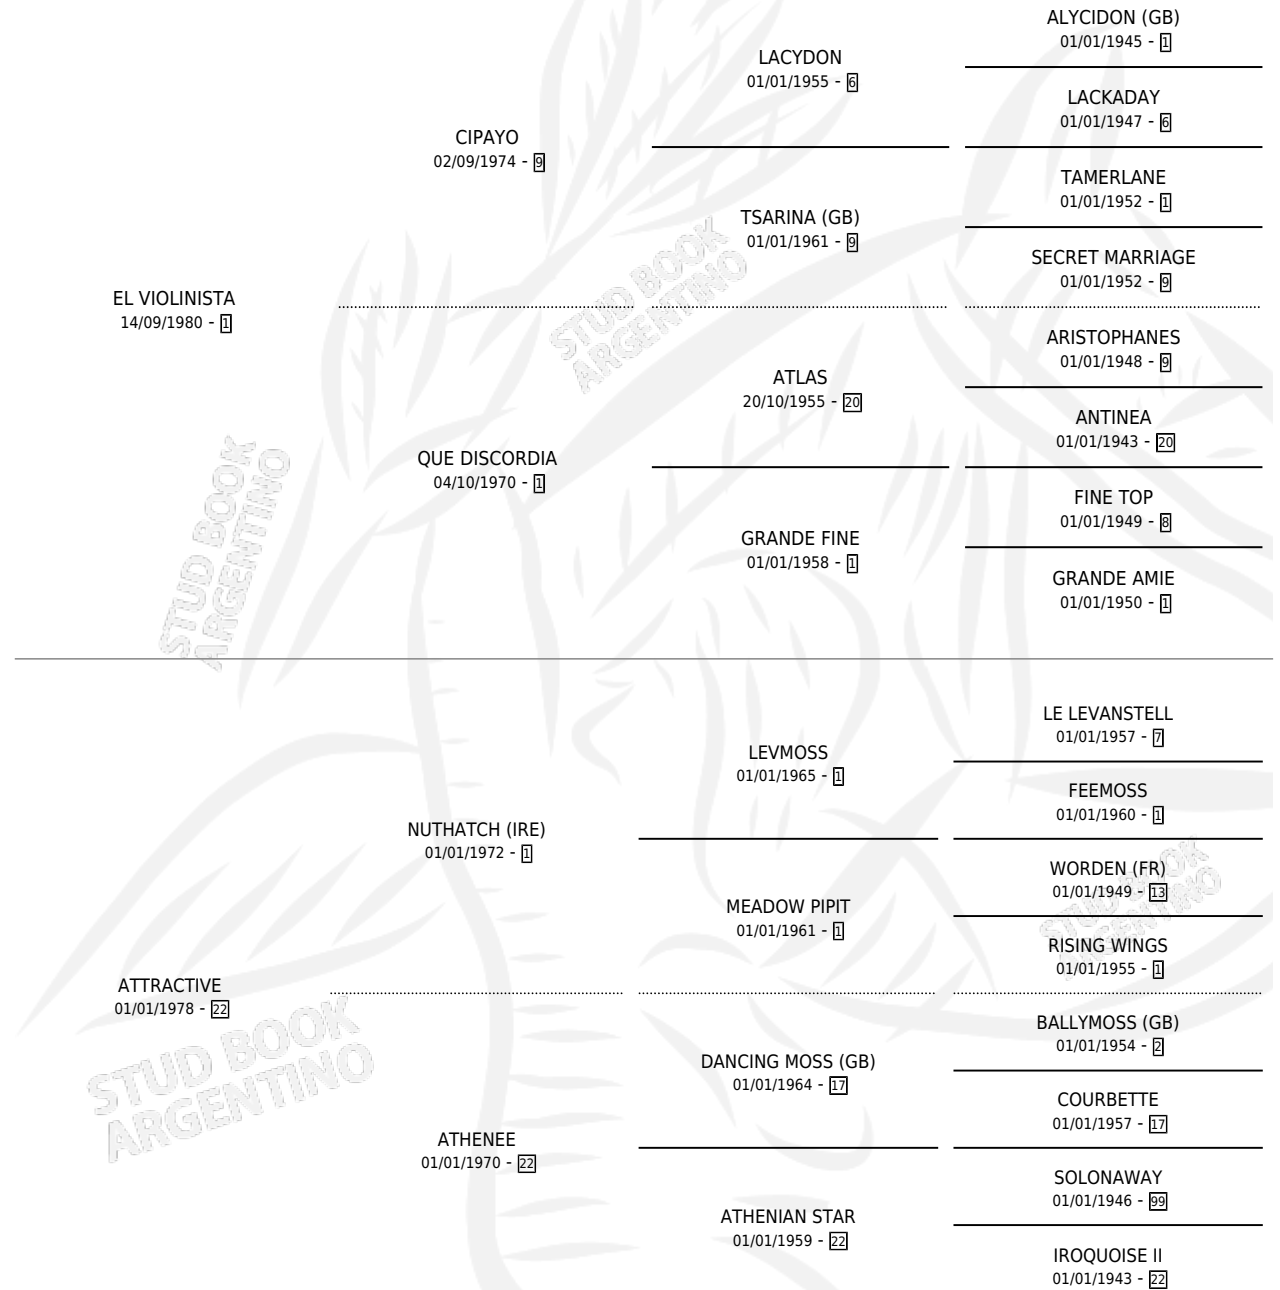 ALYCIDON (GB)
01/01/1945 - 1
LACYDON
01/01/1955 - 6
LACKADAY
01/01/1947 - 6
CIPAYO
02/09/1974 - 9
TAMERLANE
01/01/1952 - 1
TSARINA (GB)
01/01/1961 - 9
SECRET MARRIAGE
01/01/1952 - 9
EL VIOLINISTA
14/09/1980 - 1
STUD BOOK
ARGENTINO
ARISTOPHANES
01/01/1948 - 9
ATLAS
20/10/1955 - 20
ANTINEA
01/01/1943 - 20
QUE DISCORDIA
04/10/1970 - 1
FINE TOP
01/01/1949 - 8
GRANDE FINE
01/01/1958 - 1
GRANDE AMIE
01/01/1950 - 1
STUD BOOK
ARGENTINO
LE LEVANSTELL
01/01/1957 - 7
LEVMOSS
01/01/1965 - 1
FEEMOSS
01/01/1960 - 1
NUTHATCH (IRE)
01/01/1972 - 1
WORDEN (FR)
01/01/1949 - 13
STUD BOOK
ARGENTINO
MEADOW PIPIT
01/01/1961 - 1
RISING WINGS
01/01/1955 - 1
ATTRACTIVE
01/01/1978 - 22
BALLYMOSS (GB)
01/01/1954 - 2
STUD BOOK
ARGENTINO
DANCING MOSS (GB)
01/01/1964 - 17
COURBETTE
01/01/1957 - 17
ATHENEE
01/01/1970 - 22
SOLONAWAY
01/01/1946 - 99
ATHENIAN STAR
01/01/1959 - 22
IROQUOISE II
01/01/1943 - 22